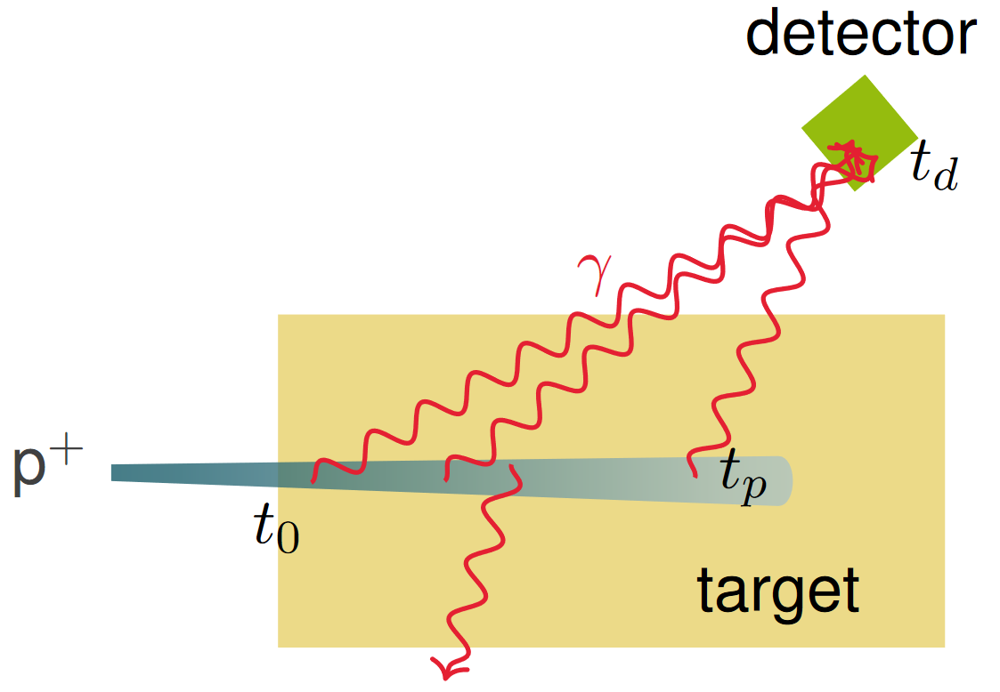 detector
t_d
γ
p⁺
t_p
t_0
target